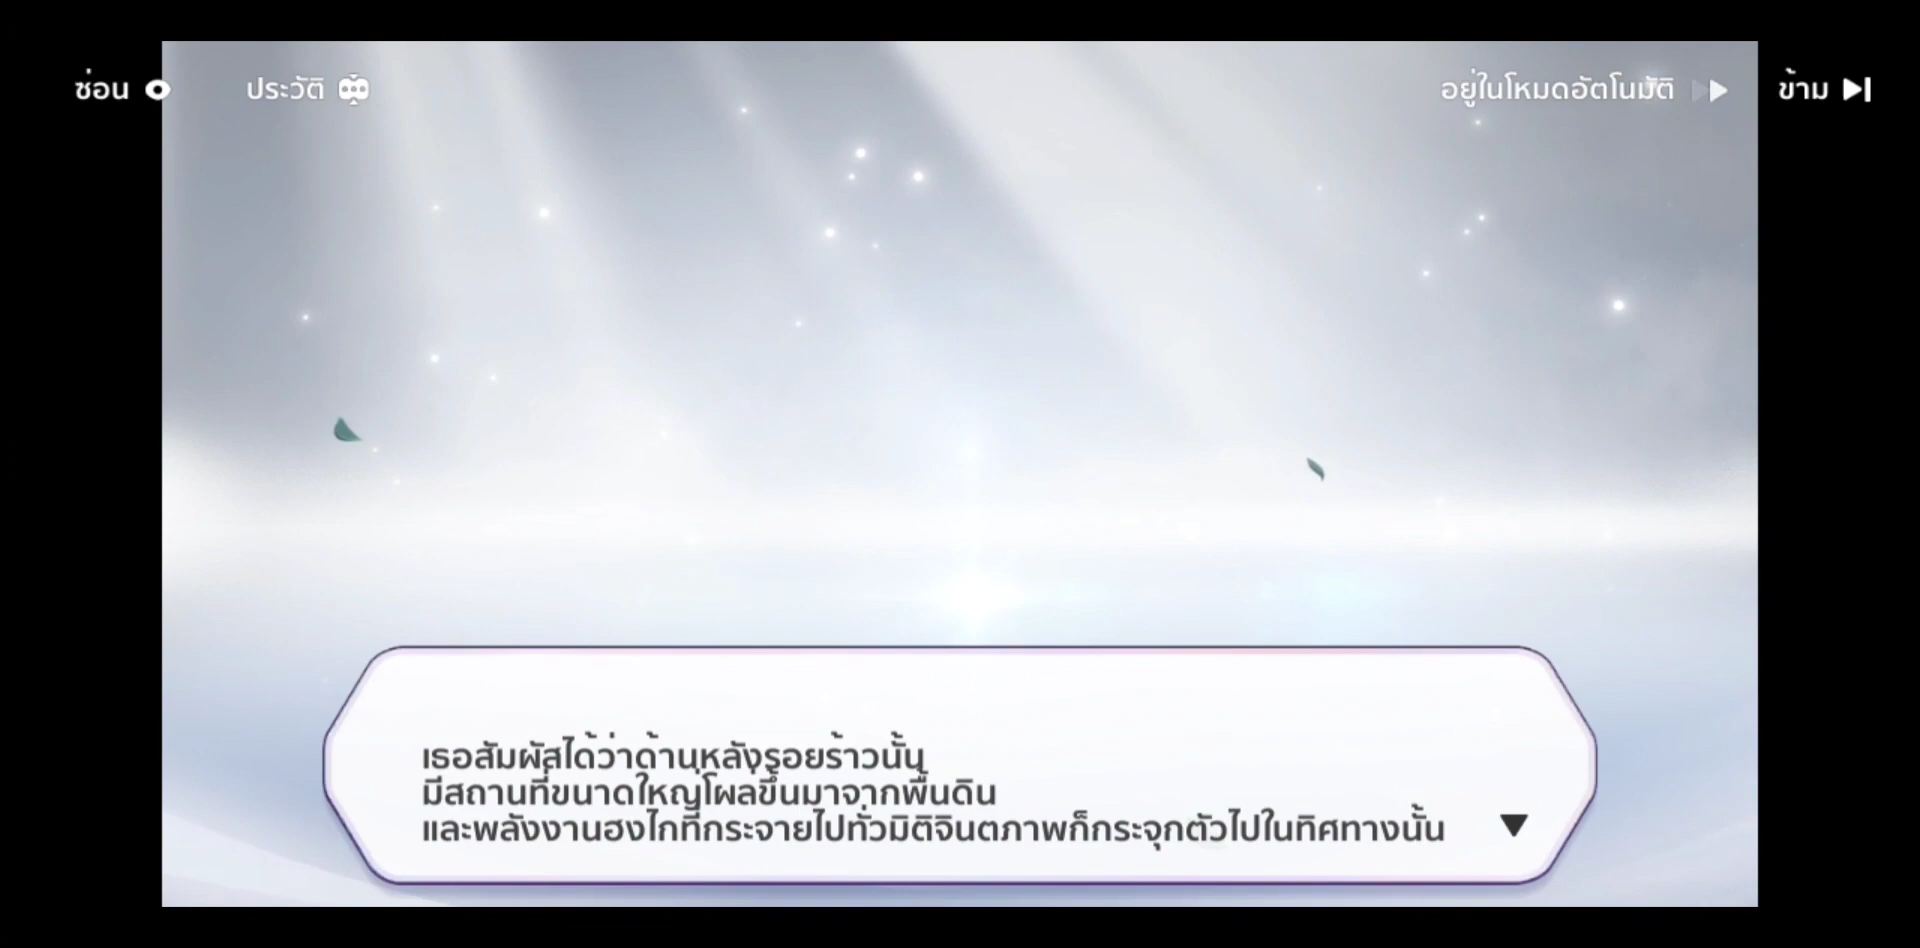 ซ่อน
ประวัติ
อยู่ในโหมดอัตโนมัติ
ข้าม
เธอสัมผัสได้ว่าด้านหลังรอยร้าวนั้น
มีสถานที่ขนาดใหญ่โผล่ขึ้นมาจากพื้นดิน
และพลังงานฮงไกที่กระจายไปทั่วมิติจินตภาพก็กระจุกตัวไปในทิศทางนั้น